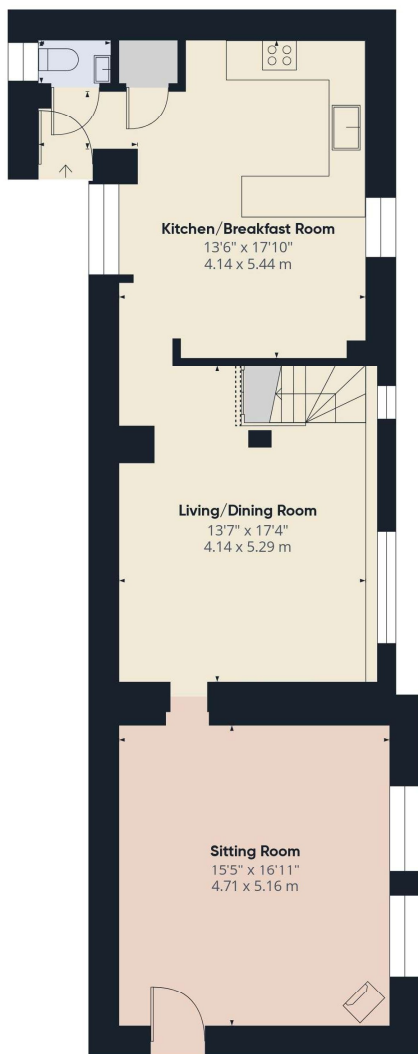 Kitchen/Breakfast Room
13'6" x 17'10"
4.14 x 5.44 m
Living/Dining Room
13'7" x 17'4"
4.14 x 5.29 m
Sitting Room
15'5" x 16'11"
4.71 x 5.16 m